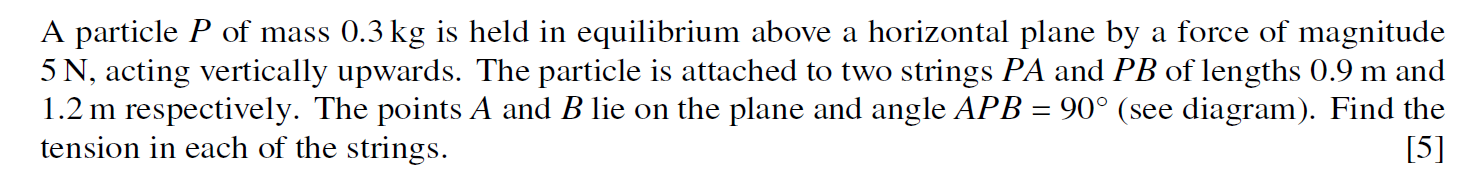 A particle P of mass 0.3 kg is held in equilibrium above a horizontal plane by a force of magnitude
5 N, acting vertically upwards. The particle is attached to two strings PA and PB of lengths 0.9 m and
1.2 m respectively. The points A and B lie on the plane and angle APB = 90° (see diagram). Find the
tension in each of the strings. [5]